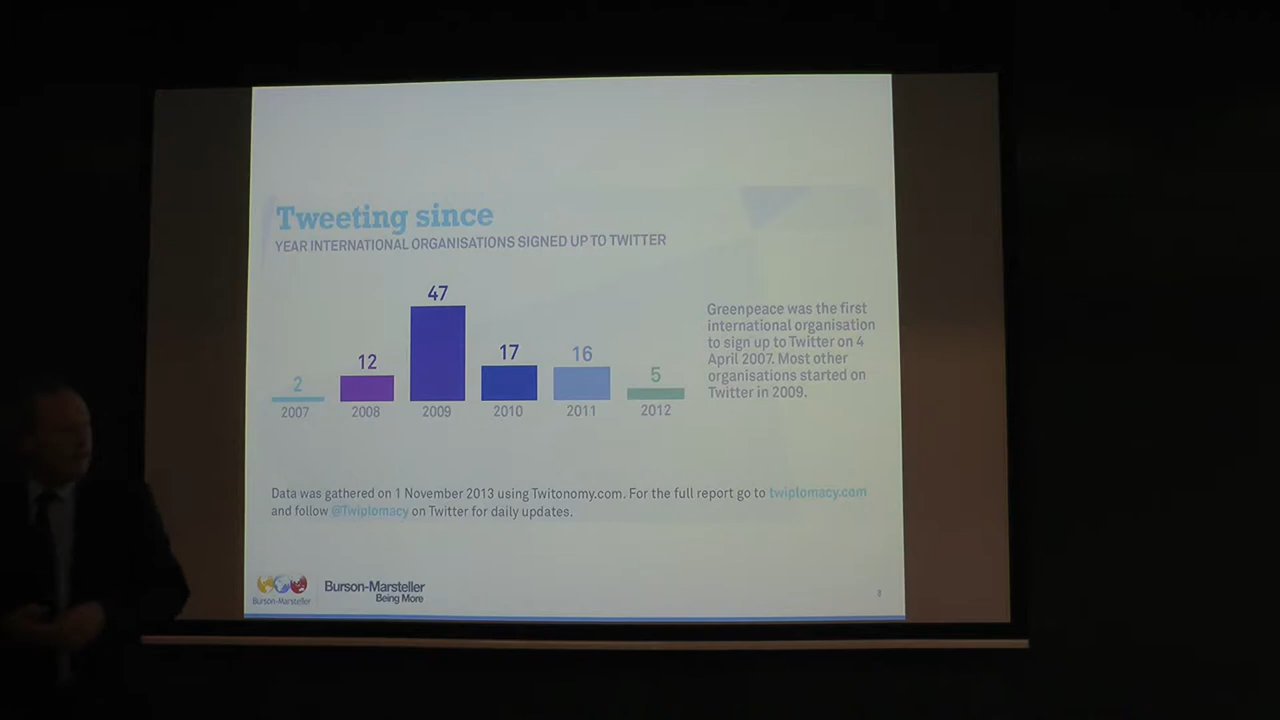 Tweeting since
YEAR INTERNATIONAL ORGANISATIONS SIGNED UP TO TWITTER
2
12
47
17
16
5
2007
2008
2009
2010
2011
2012
Greenpeace was the first
international organisation
to sign up to Twitter on 4
April 2007. Most other
organisations started on
Twitter in 2009.
Data was gathered on 1 November 2013 using Twitonomy.com. For the full report go to twiplomacy.com
and follow @Twiplomacy on Twitter for daily updates.
Burson-Marsteller
Burson-Marsteller
Being More